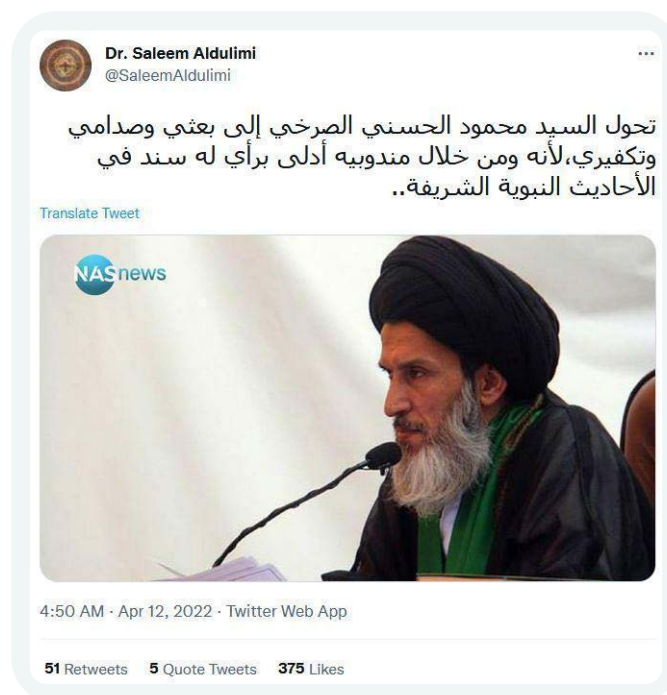 Dr. Saleem Aldulimi
@SaleemAldulimi
تحول السيد محمود الحسني الصرخي إلى بعثي وصدامي
وتكفيري،لأنه ومن خلال مندوبيه أدلى برأي له سند في
الأحاديث النبوية الشريفة..
Translate Tweet
NASnews
4:50 AM · Apr 12, 2022 · Twitter Web App
51 Retweets 5 Quote Tweets 375 Likes